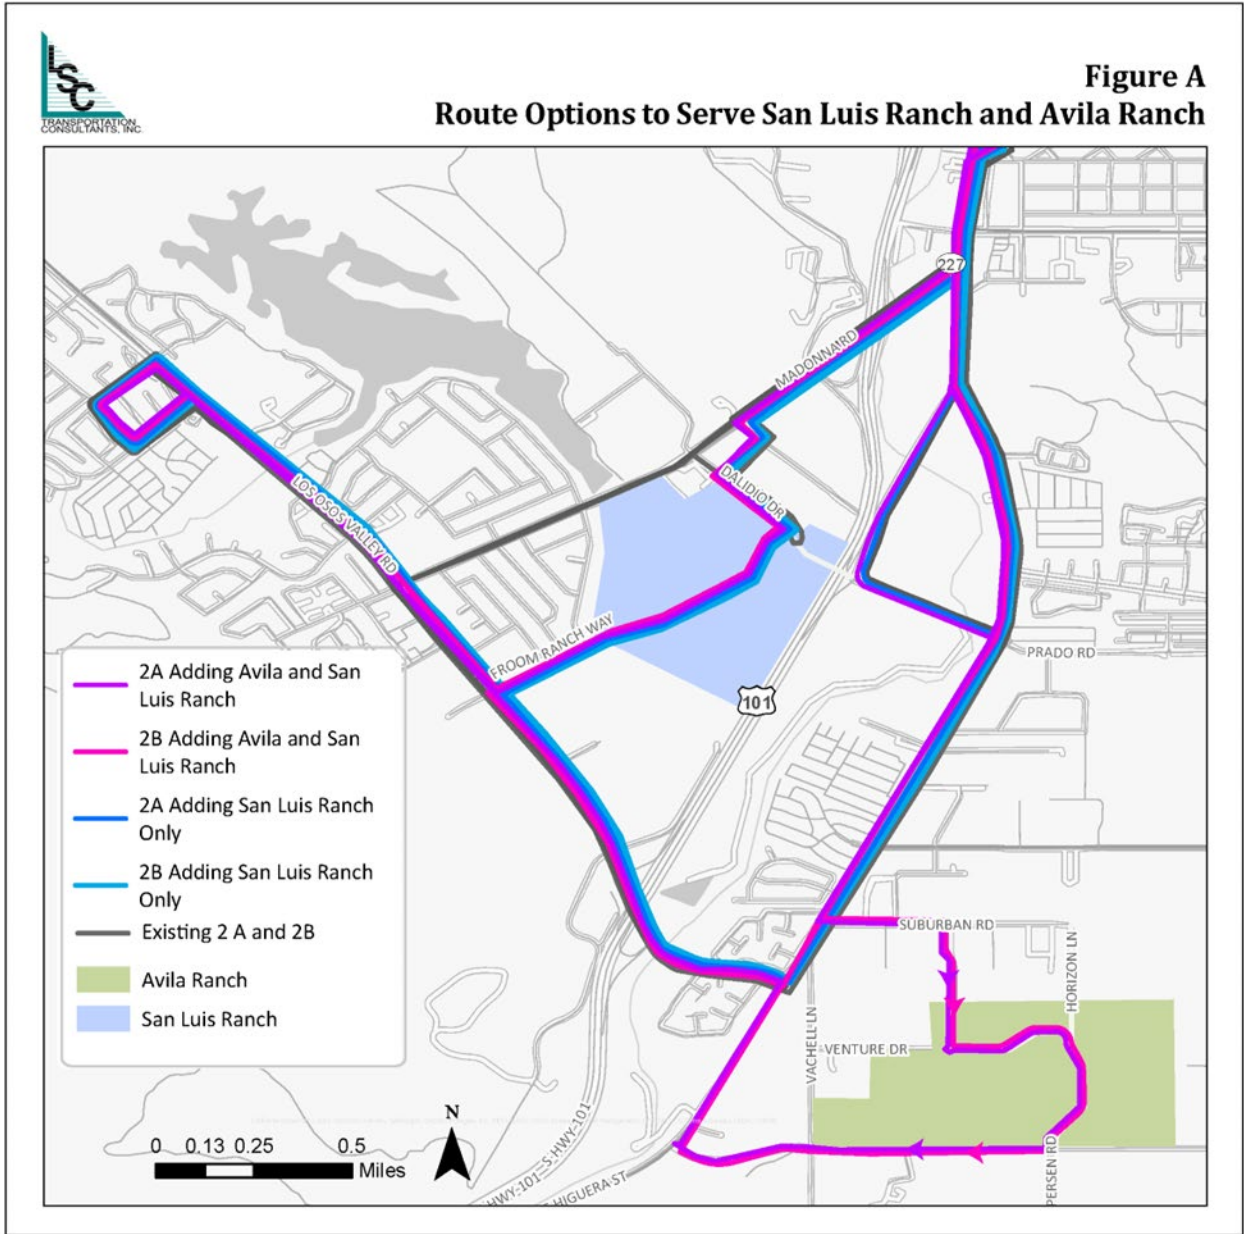 LSC
TRANSPORTATION
CONSULTANTS, INC.
Figure A
Route Options to Serve San Luis Ranch and Avila Ranch
227
MADONNA RD
DALIDIO DR
LOS OSOS VALLEY RD
FROOM RANCH WAY
PRADO RD
101
2A Adding Avila and San
Luis Ranch
2B Adding Avila and San
Luis Ranch
2A Adding San Luis Ranch
Only
2B Adding San Luis Ranch
Only
Existing 2 A and 2B
Avila Ranch
San Luis Ranch
SUBURBAN RD
HORIZON LN
VACHELL LN
VENTURE DR
S HWY-101
HWY-101
HIGUERA ST
PERSEN RD
N
0 0.13 0.25 0.5
Miles